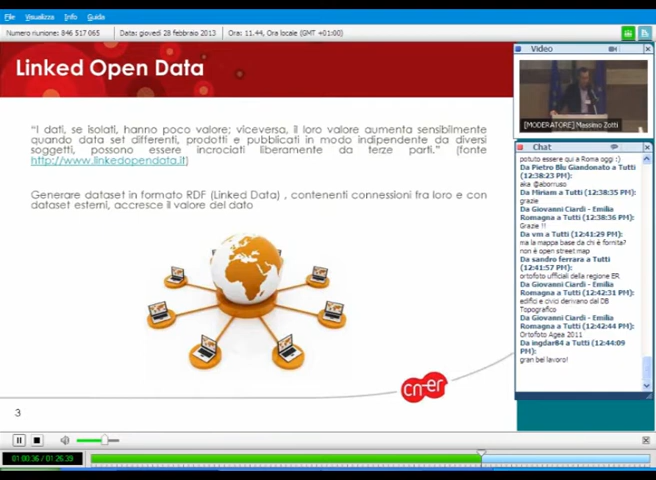 File Visualizza Info Guida
Numero riunione: 846 517 065
Data: giovedì 28 febbraio 2013
Ora: 11.44, Ora locale (GMT +01:00)
Linked Open Data
“I dati, se isolati, hanno poco valore; viceversa, il loro valore aumenta sensibilmente
quando data set differenti, prodotti e pubblicati in modo indipendente da diversi
soggetti, possono essere incrociati liberamente da terze parti.” (fonte
http://www.linkedopendata.it)
Generare dataset in formato RDF (Linked Data) , contenenti connessioni fra loro e con
dataset esterni, accresce il valore del dato
cn-er
3
Video
[MODERATORE] Massimo Zotti
Chat
potuto essere qui a Roma oggi :)
Da Pietro Blu Giandonato a Tutti
(12:38:23 PM):
aka @aborruso
Da Miriam a Tutti (12:38:35 PM):
grazie
Da Giovanni Ciardi - Emilia
Romagna a Tutti (12:38:36 PM):
Grazie !!
Da vm a Tutti (12:41:29 PM):
ma la mappa base da chi è fornita?
non è open street map
Da sandro ferrara a Tutti
(12:41:57 PM):
ortofoto ufficiali della regione ER
Da Giovanni Ciardi - Emilia
Romagna a Tutti (12:42:31 PM):
edifici e civici derivano dal DB
Topografico
Da Giovanni Ciardi - Emilia
Romagna a Tutti (12:42:44 PM):
Ortofoto Agea 2011
Da ingdar84 a Tutti (12:44:09
PM):
gran bel lavoro!
01:00:36 / 01:26:39